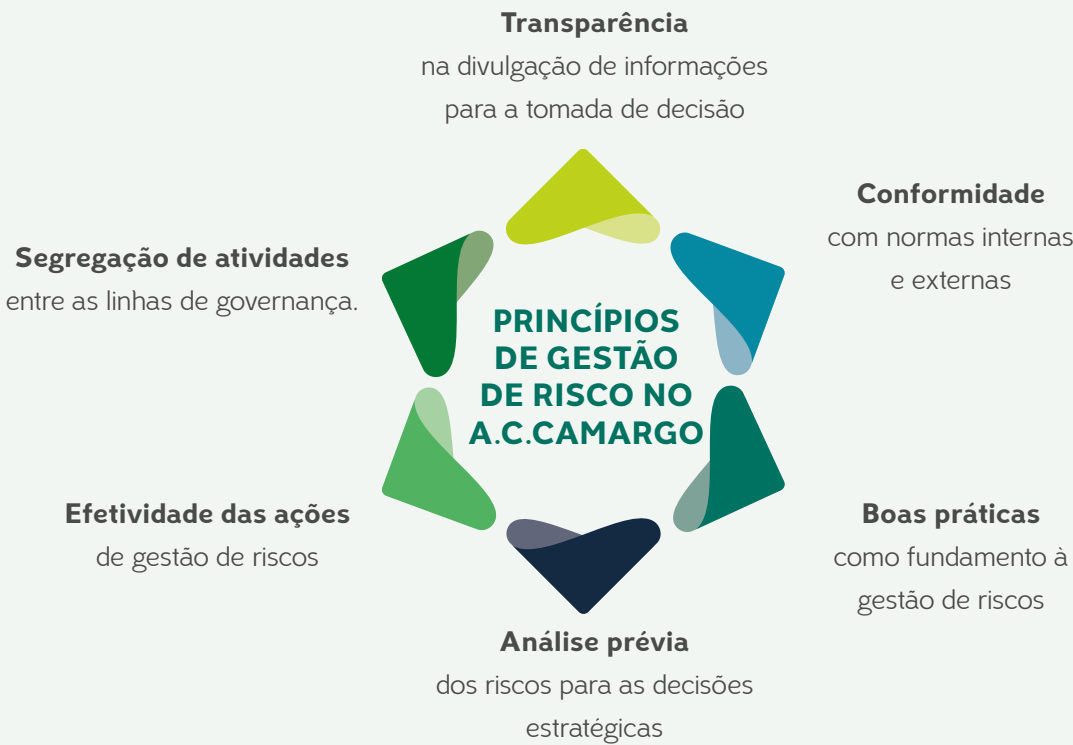 Transparência
na divulgação de informações
para a tomada de decisão
Conformidade
com normas internas
e externas
Segregação de atividades
entre as linhas de governança.
PRINCÍPIOS
DE GESTÃO
DE RISCO NO
A.C.CAMARGO
Efetividade das ações
de gestão de riscos
Boas práticas
como fundamento à
gestão de riscos
Análise prévia
dos riscos para as decisões
estratégicas